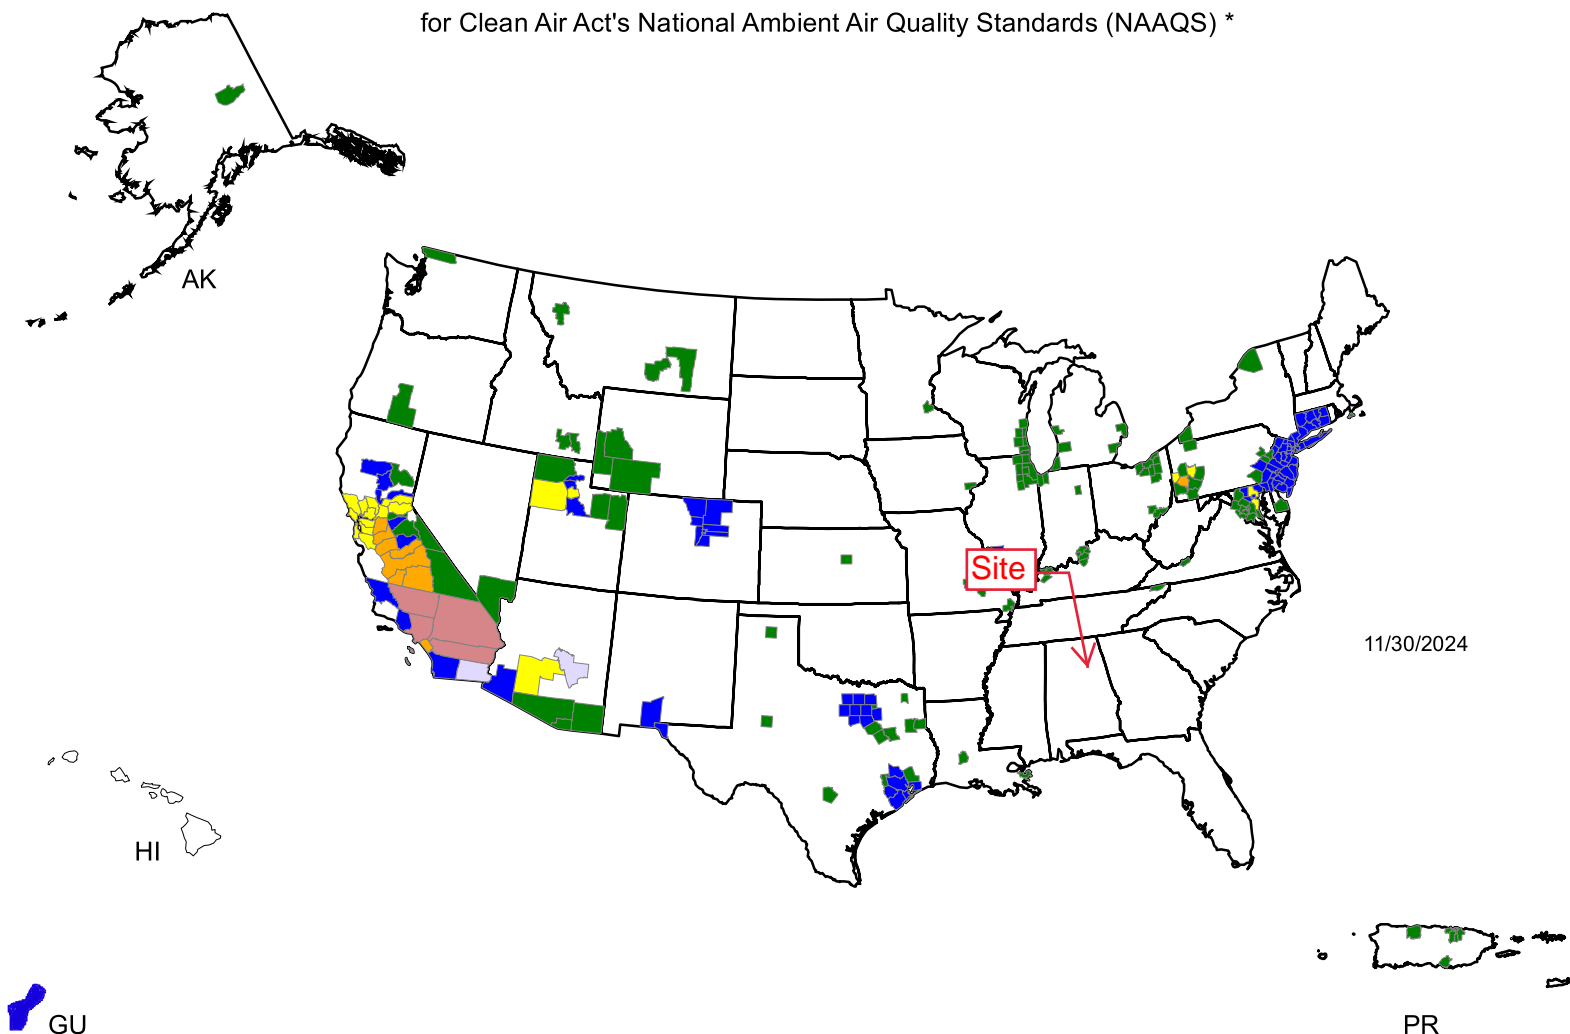 for Clean Air Act's National Ambient Air Quality Standards (NAAQS) *
AK
Site
11/30/2024
HI
GU
PR